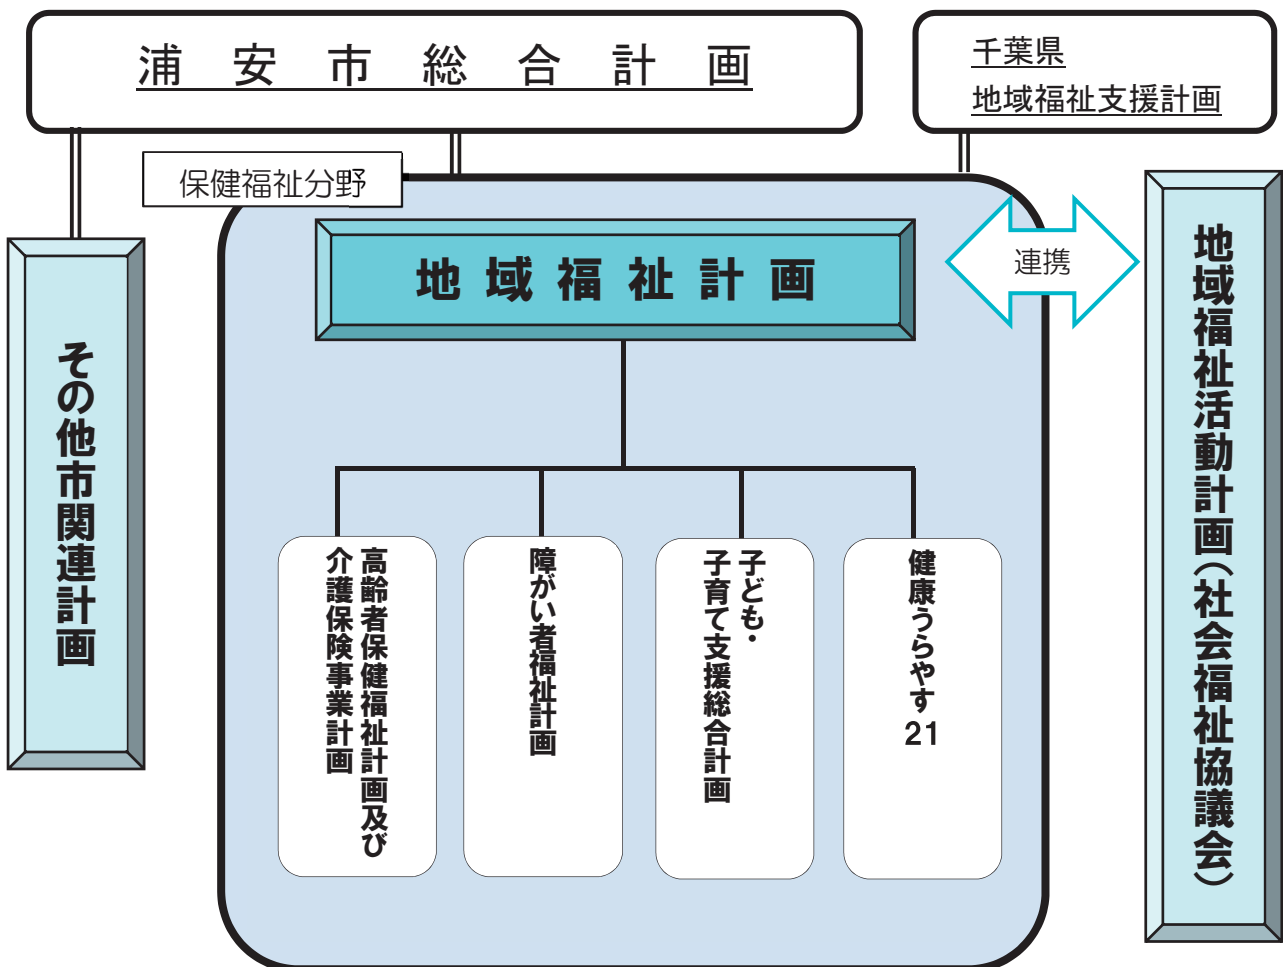 浦安市総合計画
千葉県
地域福祉支援計画
保健福祉分野
地域福祉計画
連携
その他市関連計画
高齢者保健福祉計画及び
介護保険事業計画
障がい者福祉計画
子ども・
子育て支援総合計画
健康うらやす21
地域福祉活動計画（社会福祉協議会）